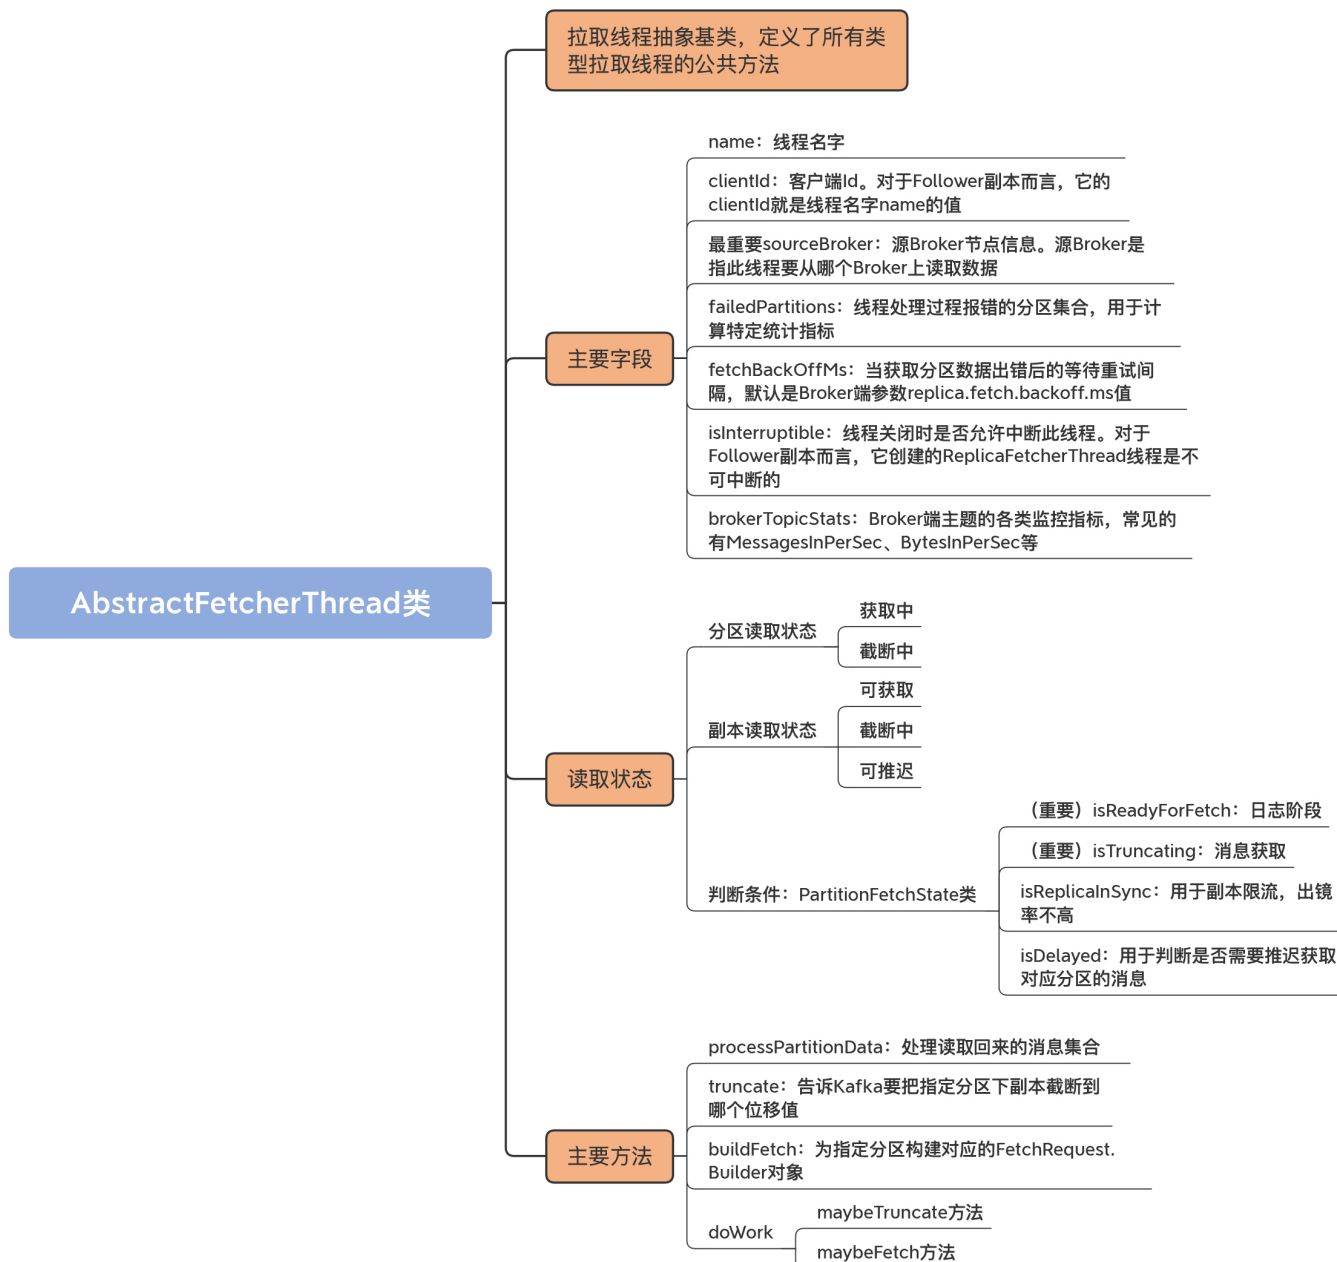 拉取线程抽象基类，定义了所有类
型拉取线程的公共方法
name：线程名字
clientId：客户端Id。对于Follower副本而言，它的
clientId就是线程名字name的值
最重要sourceBroker：源Broker节点信息。源Broker是
指此线程要从哪个Broker上读取数据
failedPartitions：线程处理过程报错的分区集合，用于计
算特定统计指标
主要字段
fetchBackOffMs：当获取分区数据出错后的等待重试间
隔，默认是Broker端参数replica.fetch.backoff.ms值
isInterruptible：线程关闭时是否允许中断此线程。对于
Follower副本而言，它创建的ReplicaFetcherThread线程是不
可中断的
brokerTopicStats：Broker端主题的各类监控指标，常见的
有MessagesInPerSec、BytesInPerSec等
AbstractFetcherThread类
分区读取状态
获取中
截断中
副本读取状态
可获取
截断中
可推迟
读取状态
判断条件：PartitionFetchState类
（重要）isReadyForFetch：日志阶段
（重要）isTruncating：消息获取
isReplicaInSync：用于副本限流，出镜
率不高
isDelayed：用于判断是否需要推迟获取
对应分区的消息
processPartitionData：处理读取回来的消息集合
truncate：告诉Kafka要把指定分区下副本截断到
哪个位移值
主要方法
buildFetch：为指定分区构建对应的FetchRequest.
Builder对象
doWork
maybeTruncate方法
maybeFetch方法